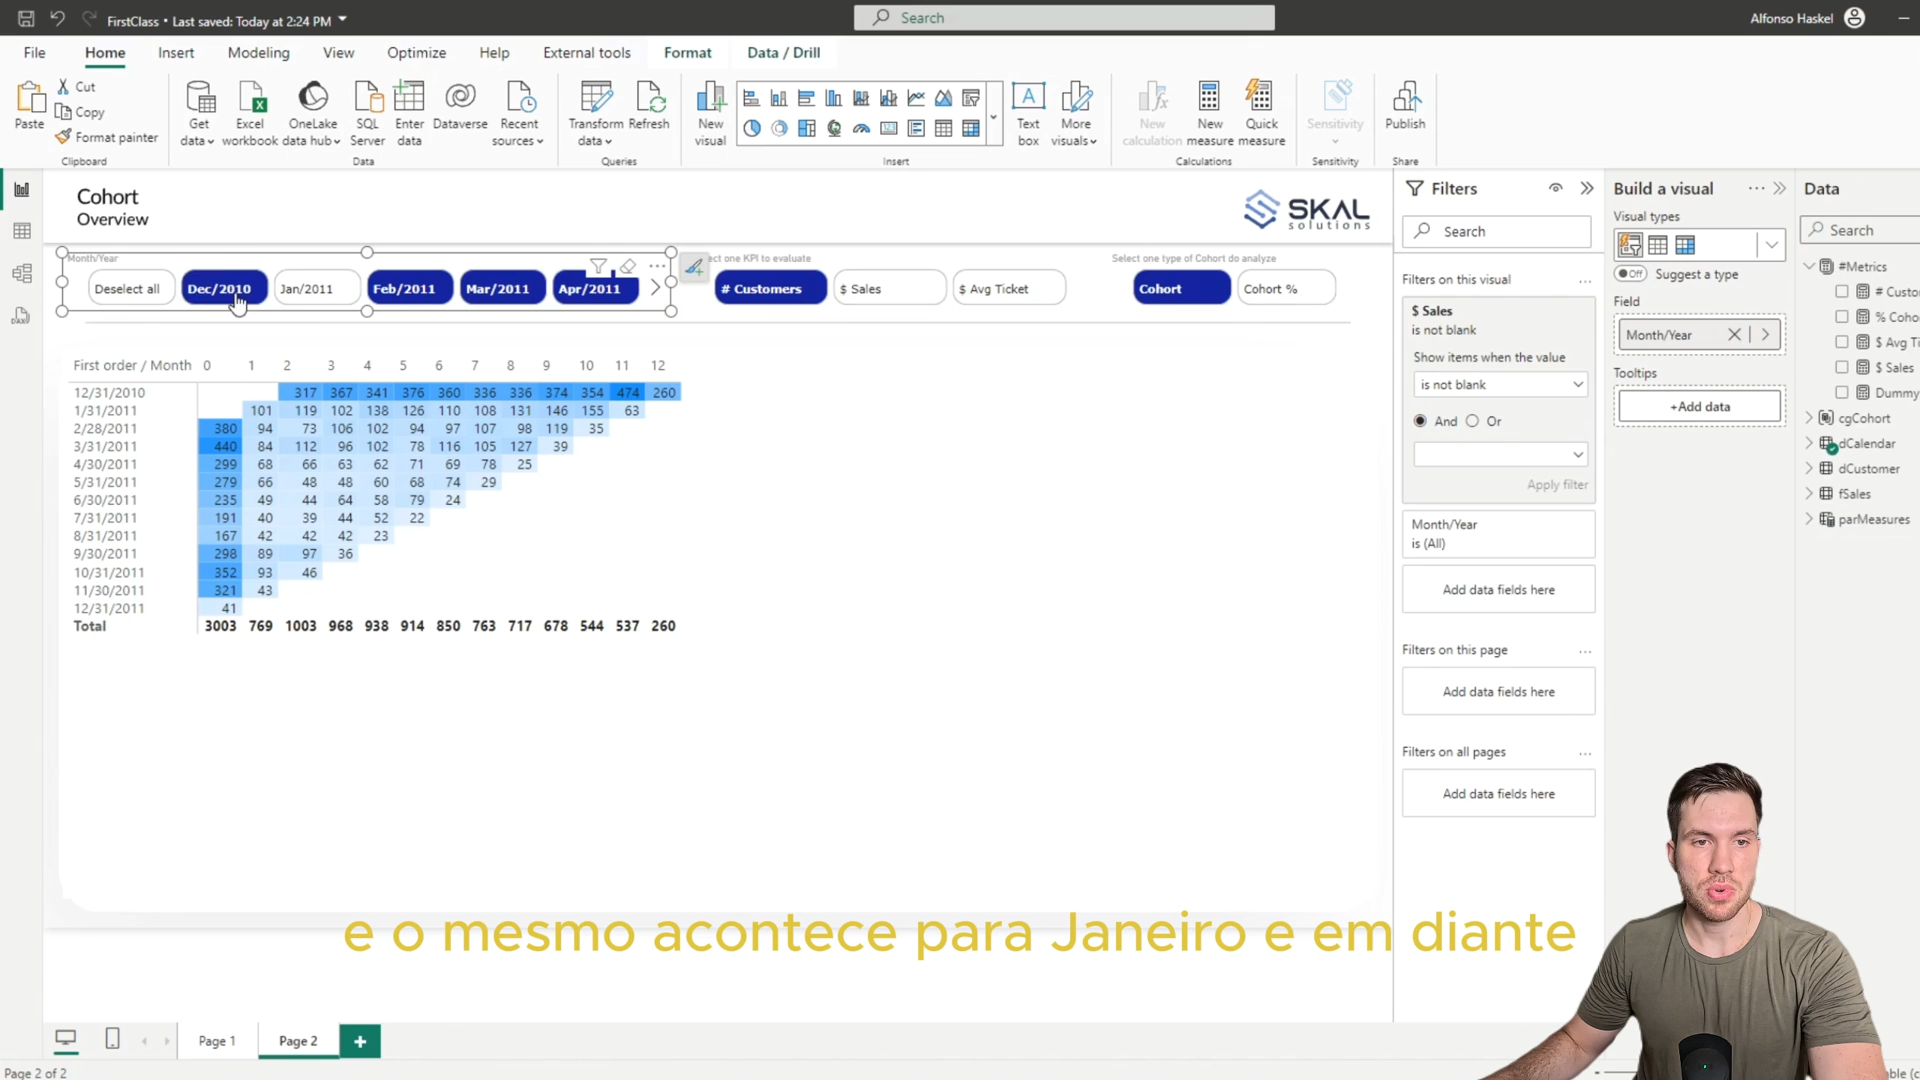 FirstClass • Last saved: Today at 2:24 PM
Search
Alfonso Haskel
File Home Insert Modeling View Optimize Help External tools Format Data / Drill
Paste
Cut
Copy
Format painter
Clipboard
Get data
Excel workbook
OneLake data hub
SQL Server
Enter data
Dataverse
Recent sources
Data
Transform data
Refresh
Queries
New visual
Text box
More visuals
Insert
New calculation
New measure
Quick measure
Calculations
Sensitivity
Sensitivity
Publish
Share
Cohort
Overview
SKAL
solutions
Month/Year
Deselect all Dec/2010 Jan/2011 Feb/2011 Mar/2011 Apr/2011
ect one KPI to evaluate
# Customers $ Sales $ Avg Ticket
Select one type of Cohort do analyze
Cohort Cohort %
First order / Month 0 1 2 3 4 5 6 7 8 9 10 11 12
12/31/2010 317 367 341 376 360 336 336 374 354 474 260
1/31/2011 101 119 102 138 126 110 108 131 146 155 63
2/28/2011 380 94 73 106 102 94 97 107 98 119 35
3/31/2011 440 84 112 96 102 78 116 105 127 39
4/30/2011 299 68 66 63 62 71 69 78 25
5/31/2011 279 66 48 48 60 68 74 29
6/30/2011 235 49 44 64 58 79 24
7/31/2011 191 40 39 44 52 22
8/31/2011 167 42 42 42 23
9/30/2011 298 89 97 36
10/31/2011 352 93 46
11/30/2011 321 43
12/31/2011 41
Total 3003 769 1003 968 938 914 850 763 717 678 544 537 260
Filters
Search
Filters on this visual
$ Sales
is not blank
Show items when the value
is not blank
And Or
Apply filter
Month/Year
is (All)
Add data fields here
Filters on this page
Add data fields here
Filters on all pages
Add data fields here
Build a visual
Visual types
Off Suggest a type
Field
Month/Year
Tooltips
+Add data
Data
Search
#Metrics
# Custo
% Coho
$ Avg Ti
$ Sales
Dummy
cgCohort
dCalendar
dCustomer
fSales
parMeasures
e o mesmo acontece para Janeiro e em diante
Page 1 Page 2
Page 2 of 2